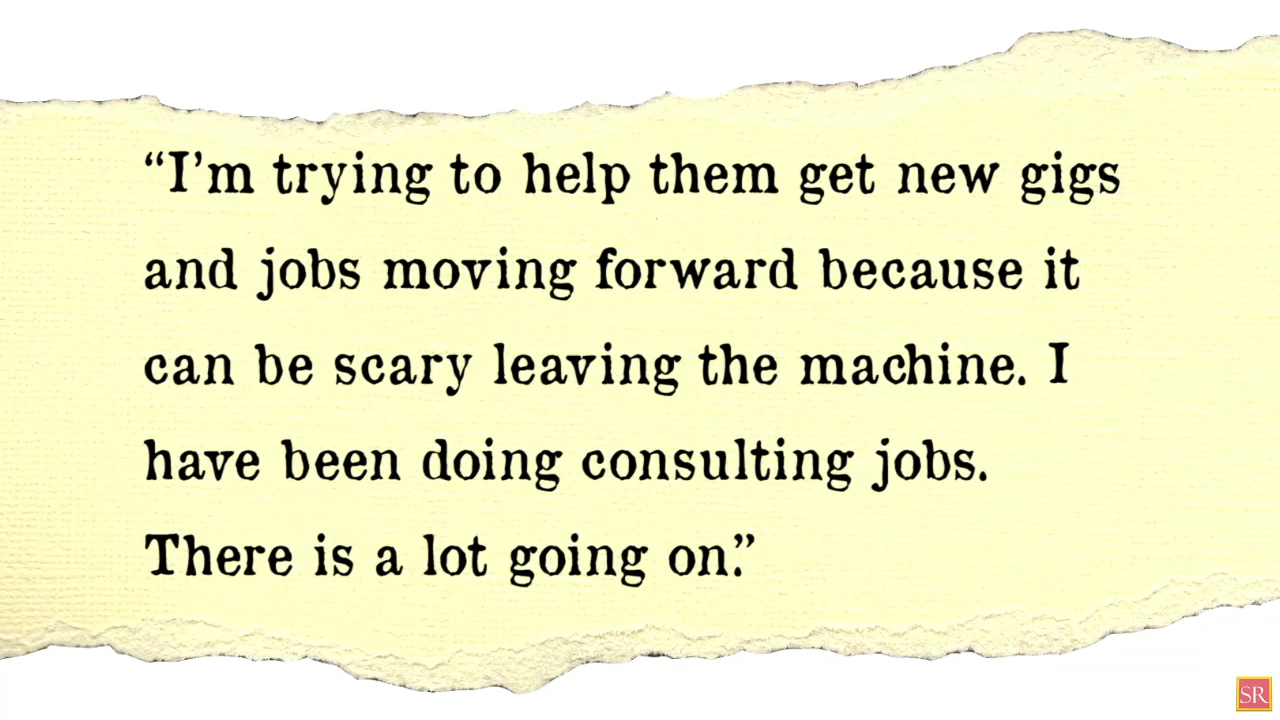 “I’m trying to help them get new gigs
and jobs moving forward because it
can be scary leaving the machine. I
have been doing consulting jobs.
There is a lot going on.”
SR